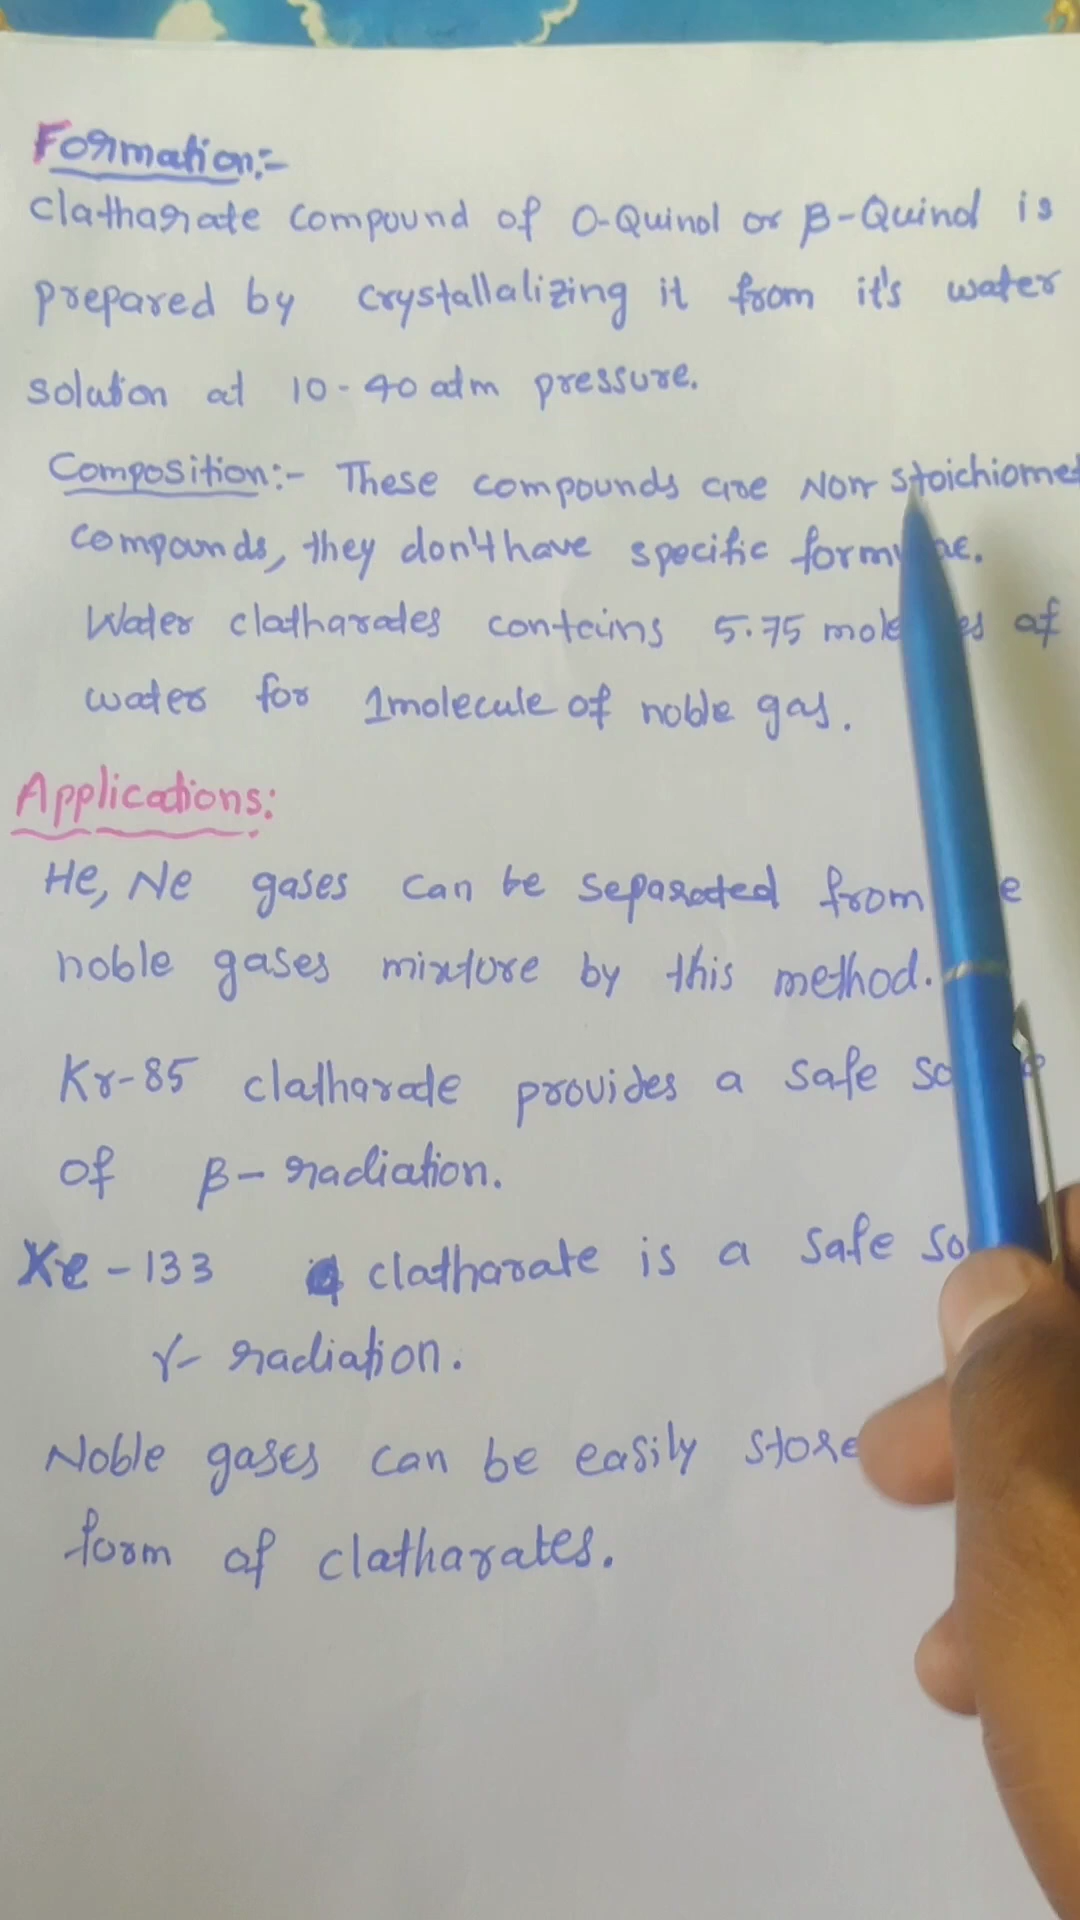 Formation:-
Clatharate compound of O-Quinol or β-Quinol is
prepared by crystallalizing it from it's water
solution at 10-40 atm pressure.
Composition:- These compounds are Non stoichiomet
compounds, they don't have specific
Water clatharates contains 5.75 of
water for 1molecule of noble gas.
Applications:
He, Ne gases can be separated from
noble gases mixture by this method.
Kr-85 clatharate provides a safe
of β- radiation.
Xe-133 clatharate is a safe
γ- radiation.
Noble gases can be easily store
form of clatharates.